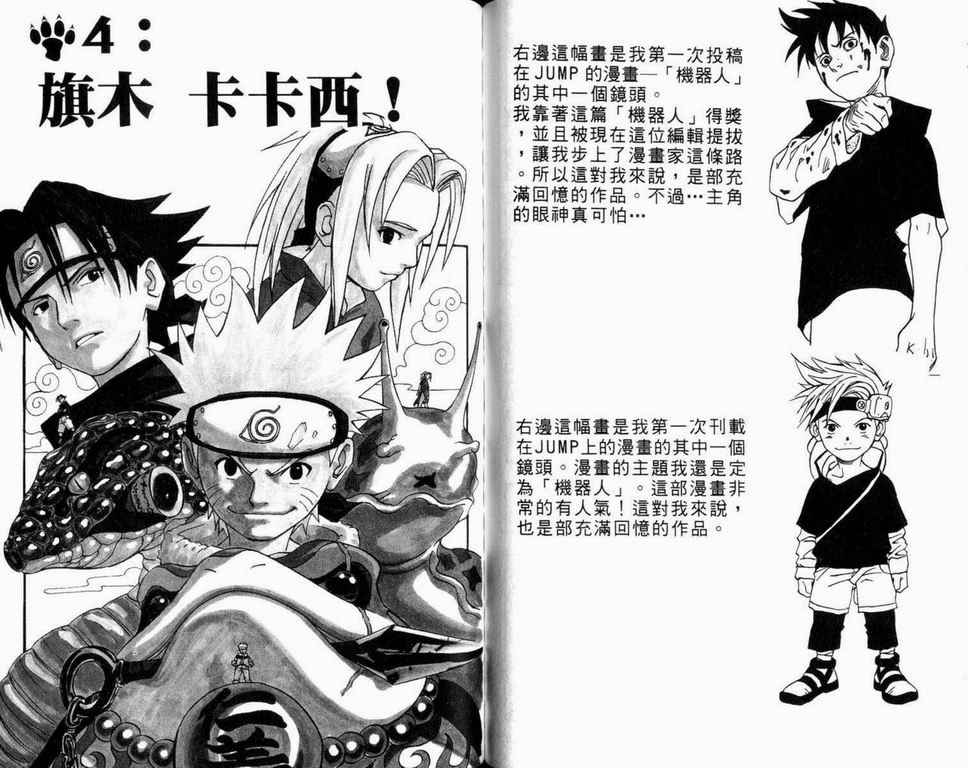 4：
旗木 卡卡西！
右邊這幅畫是我第一次投稿
在JUMP的漫畫—「機器人」
的其中一個鏡頭。
我靠著這篇「機器人」得獎
，並且被現在這位編輯提拔
，讓我步上了漫畫家這條路
。所以這對我來說，是部充
滿回憶的作品。不過…主角
的眼神真可怕…
右邊這幅畫是我第一次刊載
在JUMP上的漫畫的其中一個
鏡頭。漫畫的主題我還是定
為「機器人」。這部漫畫非
常的有人氣！這對我來說，
也是部充滿回憶的作品。